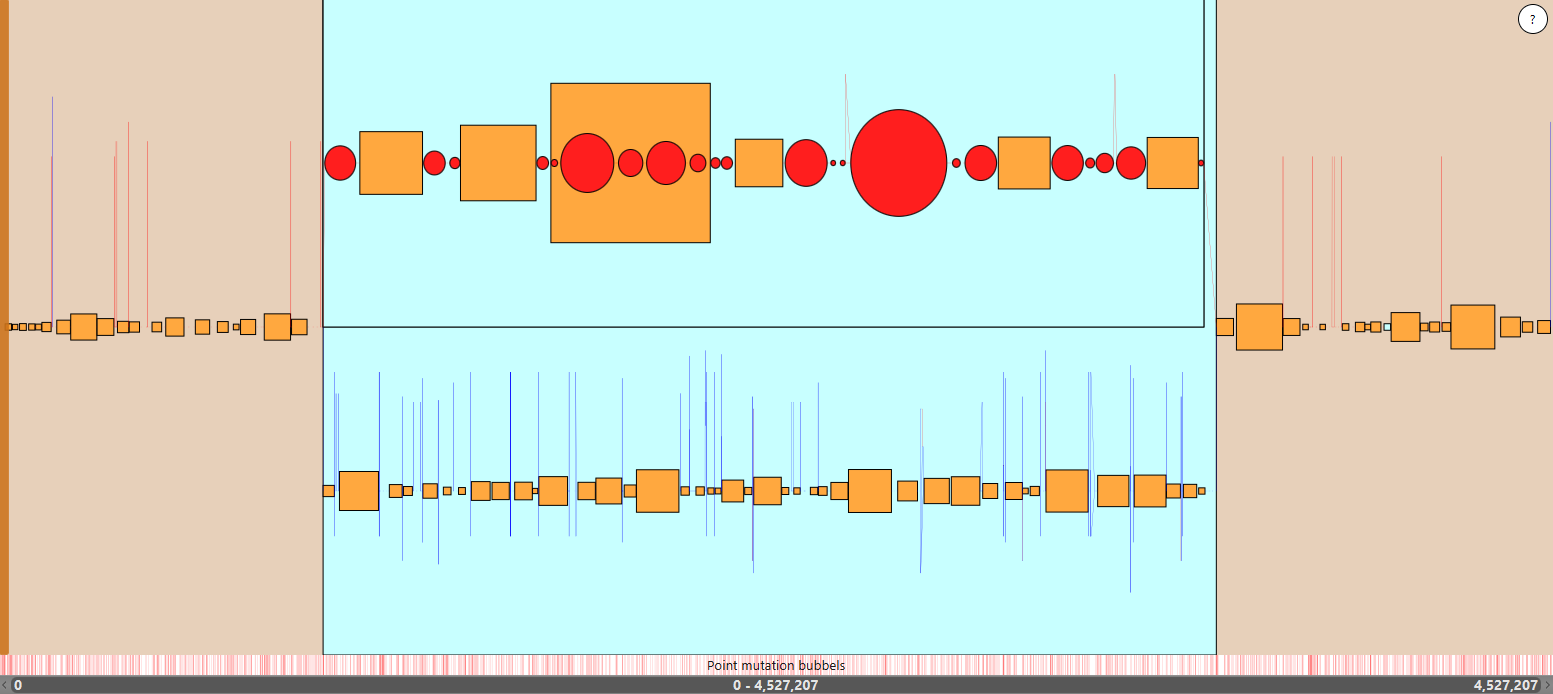 ?
Point mutation bubbels
0 0 - 4,527,207 4,527,207